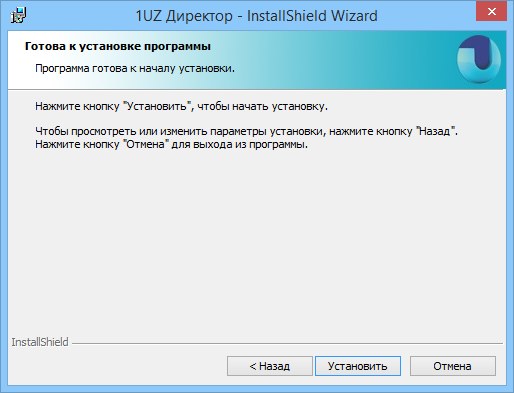 1UZ Директор - InstallShield Wizard
Готова к установке программы
Программа готова к началу установки.
Нажмите кнопку "Установить", чтобы начать установку.
Чтобы просмотреть или изменить параметры установки, нажмите кнопку "Назад".
Нажмите кнопку "Отмена" для выхода из программы.
InstallShield
< Назад
Установить
Отмена